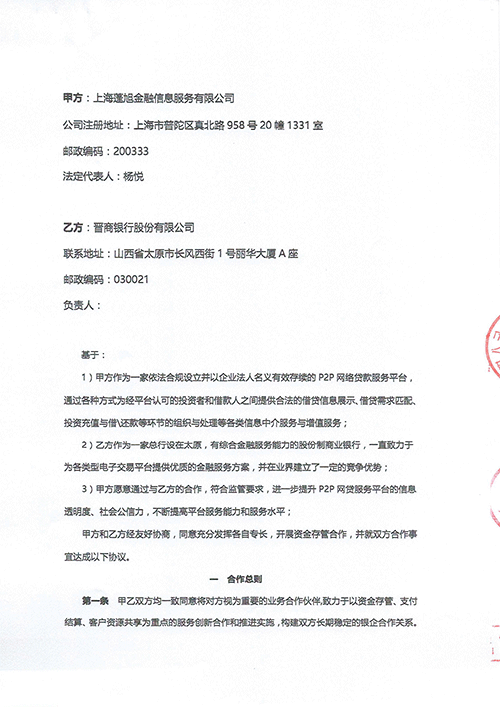 甲方：上海蓬旭金融信息服务有限公司
公司注册地址：上海市普陀区真北路 958 号 20 幢 1331 室
邮政编码：200333
法定代表人：杨悦
乙方：晋商银行股份有限公司
联系地址：山西省太原市长风西街 1 号丽华大厦 A 座
邮政编码：030021
负责人：
基于：
1）甲方作为一家依法合规设立并以企业法人名义有效存续的 P2P 网络贷款服务平台，
通过各种方式为经平台认可的投资者和借款人之间提供合法的借贷信息展示、借贷需求匹配、
投资充值与借\还款等环节的组织与处理等各类信息中介服务与增值服务；
2）乙方作为一家总行设在太原，有综合金融服务能力的股份制商业银行，一直致力于
为各类型电子交易平台提供优质的金融服务方案，并在业界建立了一定的竞争优势；
3）甲方愿意通过与乙方的合作，符合监管要求，进一步提升 P2P 网贷服务平台的信息
透明度、社会公信力，不断提高平台服务能力和服务水平；
甲方和乙方经友好协商，同意充分发挥各自专长，开展资金存管合作，并就双方合作事
宜达成以下协议。
一 合作总则
第一条 甲乙双方均一致同意将对方视为重要的业务合作伙伴,致力于以资金存管、支付
结算、客户资源共享为重点的服务创新合作和推进实施，构建双方长期稳定的银企合作关系。